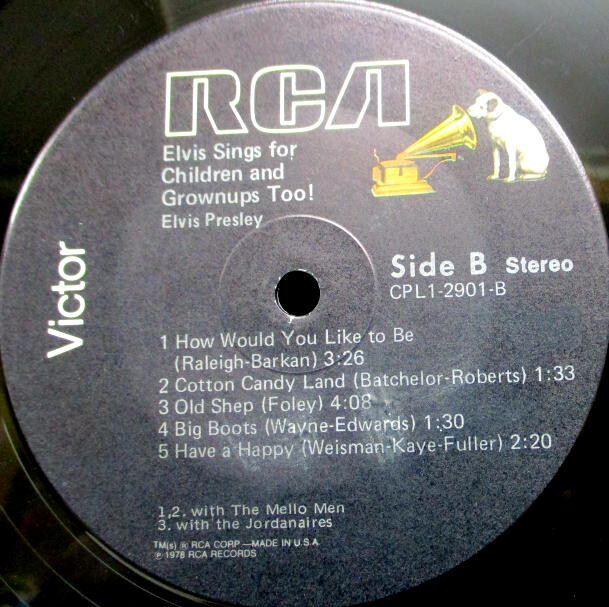 RCA
Elvis Sings for
Children and
Grownups Too!
Elvis Presley
Victor
Side B Stereo
CPL1-2901-B
1 How Would You Like to Be
(Raleigh-Barkan) 3:26
2 Cotton Candy Land (Batchelor-Roberts) 1:33
3 Old Shep (Foley) 4:08
4 Big Boots (Wayne-Edwards) 1:30
5 Have a Happy (Weisman-Kaye-Fuller) 2:20
1,2. with The Mello Men
3. with the Jordanaires
TM(s) ® RCA CORP —MADE IN U.S.A.
℗ 1978 RCA RECORDS